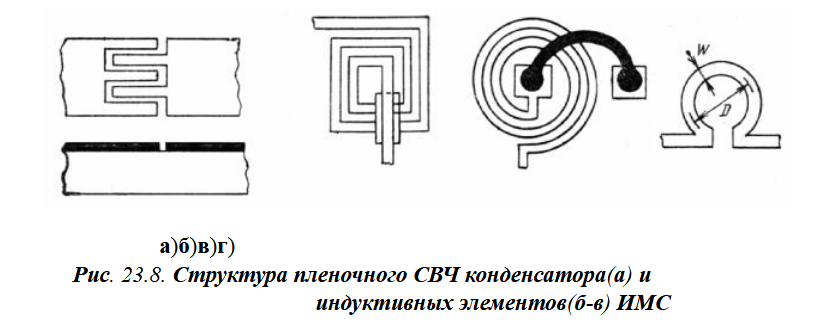 W
D
а)б)в)г)
Рис. 23.8. Структура пленочного СВЧ конденсатора(а) и
индуктивных элементов(б-в) ИМС